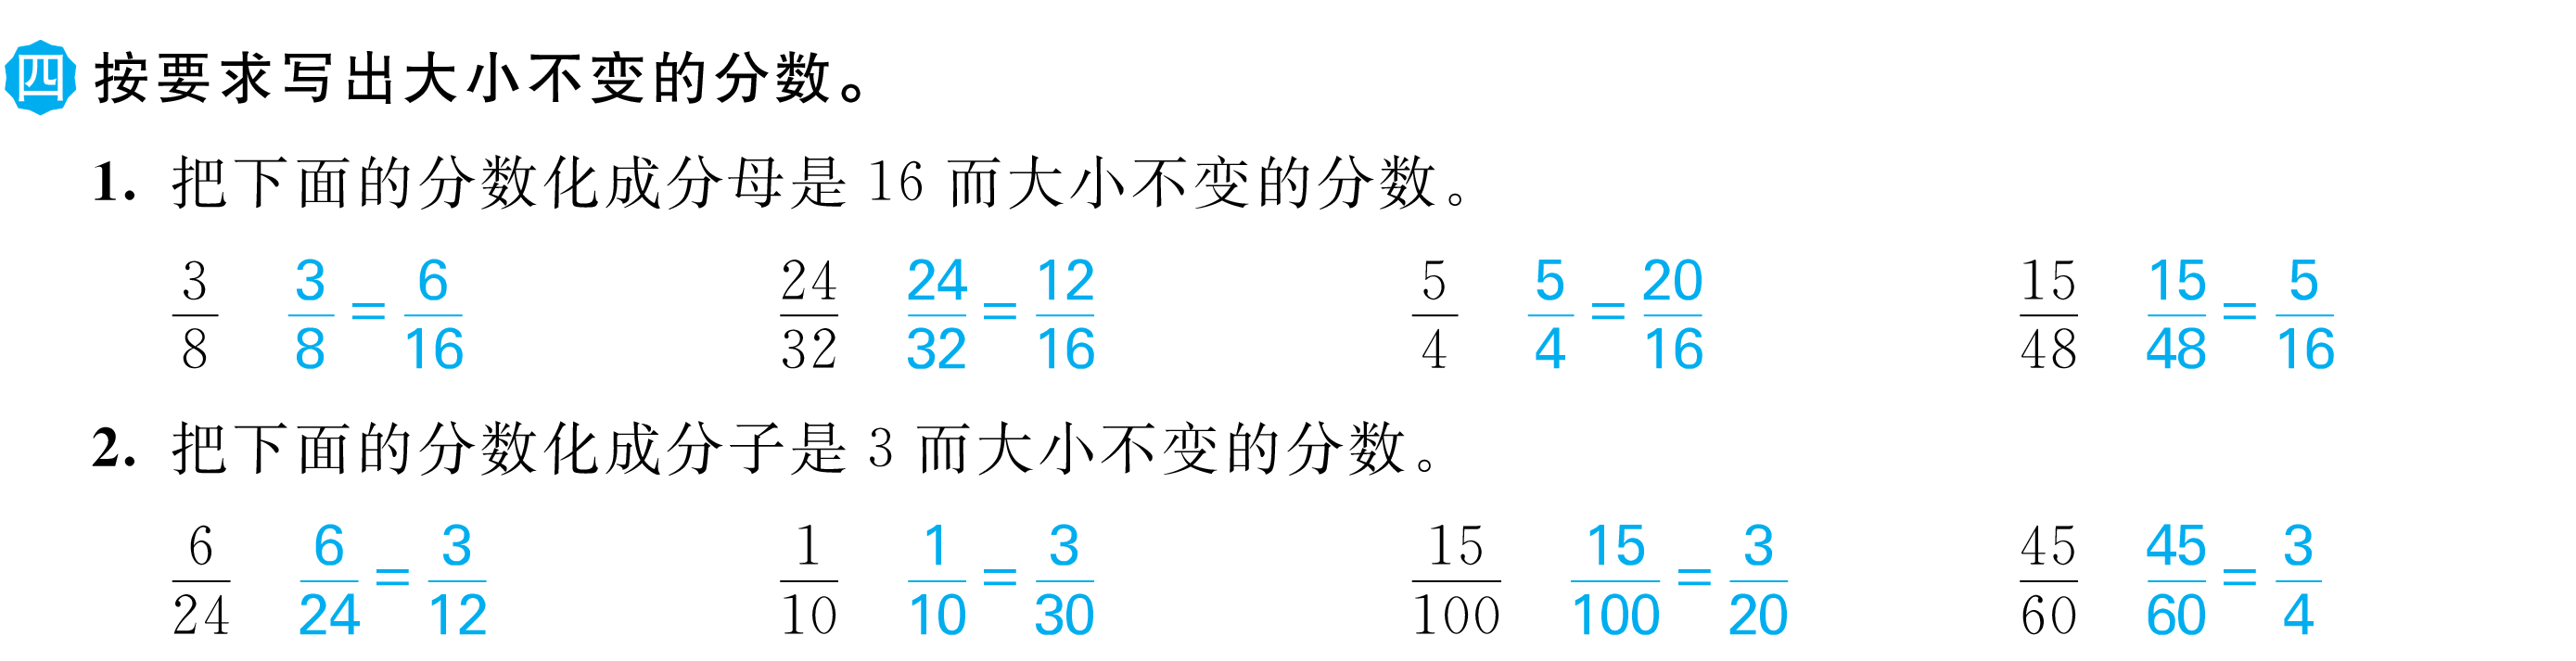 四 按要求写出大小不变的分数。
1. 把下面的分数化成分母是 16 而大小不变的分数。
3/8 3/8=6/16 24/32 24/32=12/16 5/4 5/4=20/16 15/48 15/48=5/16
2. 把下面的分数化成分子是 3 而大小不变的分数。
6/24 6/24=3/12 1/10 1/10=3/30 15/100 15/100=3/20 45/60 45/60=3/4